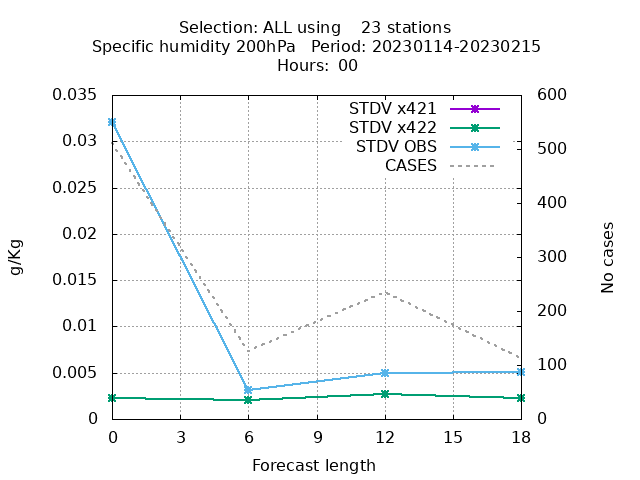 Selection: ALL using    23 stations
Specific humidity 200hPa   Period: 20230114-20230215
Hours: 00
0.035
0.03
0.025
0.02
0.015
0.01
0.005
0
g/Kg
STDV x421
STDV x422
STDV OBS
CASES
600
500
400
300
200
100
0
No cases
0 3 6 9 12 15 18
Forecast length